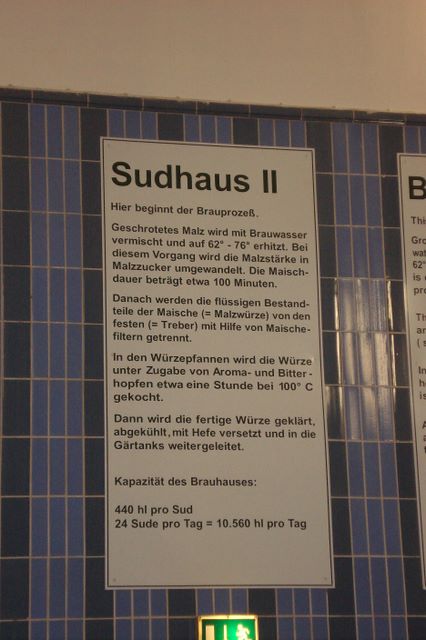 Sudhaus II
Hier beginnt der Brauprozeß.
Geschrotetes Malz wird mit Brauwasser
vermischt und auf 62° - 76° erhitzt. Bei
diesem Vorgang wird die Malzstärke in
Malzzucker umgewandelt. Die Maisch-
dauer beträgt etwa 100 Minuten.
Danach werden die flüssigen Bestand-
teile der Maische (= Malzwürze) von den
festen (= Treber) mit Hilfe von Maische-
filtern getrennt.
In den Würzepfannen wird die Würze
unter Zugabe von Aroma- und Bitter-
hopfen etwa eine Stunde bei 100° C
gekocht.
Dann wird die fertige Würze geklärt,
abgekühlt, mit Hefe versetzt und in die
Gärtanks weitergeleitet.
Kapazität des Brauhauses:
440 hl pro Sud
24 Sude pro Tag = 10.560 hl pro Tag
B
62°